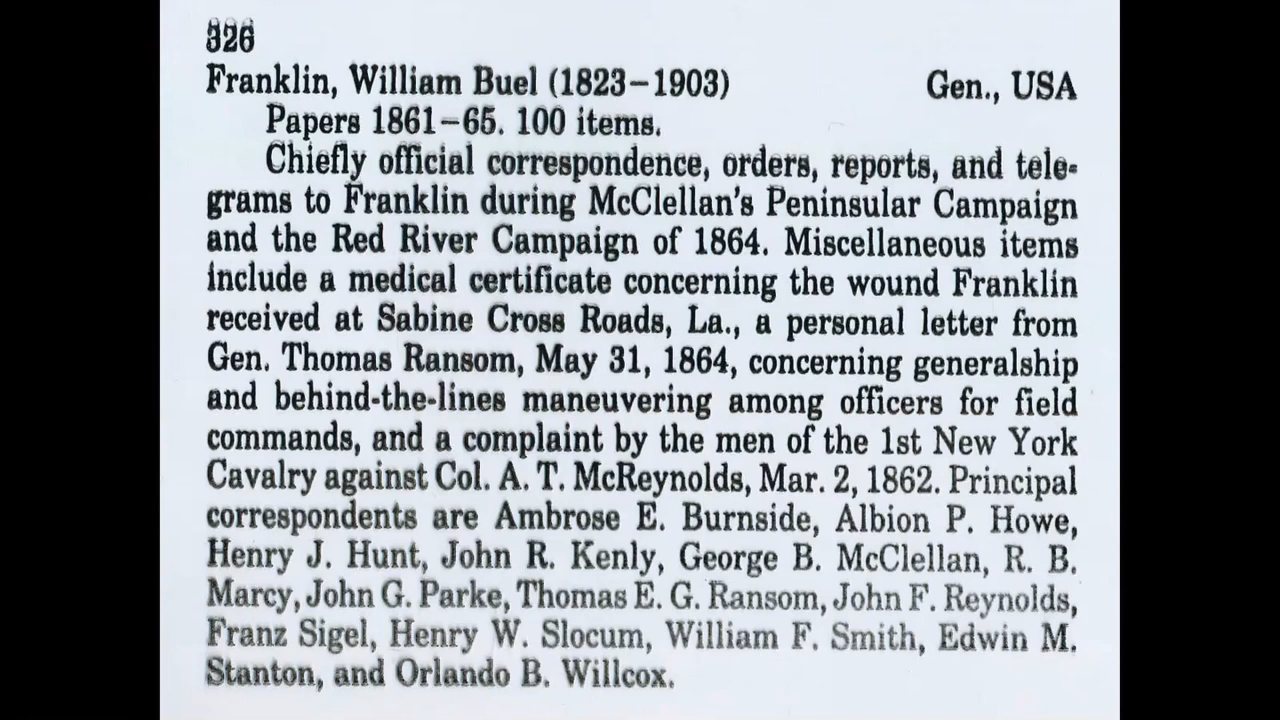 326
Franklin, William Buel (1823–1903) Gen., USA
Papers 1861–65. 100 items.
Chiefly official correspondence, orders, reports, and tele-
grams to Franklin during McClellan's Peninsular Campaign
and the Red River Campaign of 1864. Miscellaneous items
include a medical certificate concerning the wound Franklin
received at Sabine Cross Roads, La., a personal letter from
Gen. Thomas Ransom, May 31, 1864, concerning generalship
and behind-the-lines maneuvering among officers for field
commands, and a complaint by the men of the 1st New York
Cavalry against Col. A. T. McReynolds, Mar. 2, 1862. Principal
correspondents are Ambrose E. Burnside, Albion P. Howe,
Henry J. Hunt, John R. Kenly, George B. McClellan, R. B.
Marcy, John G. Parke, Thomas E. G. Ransom, John F. Reynolds,
Franz Sigel, Henry W. Slocum, William F. Smith, Edwin M.
Stanton, and Orlando B. Willcox.